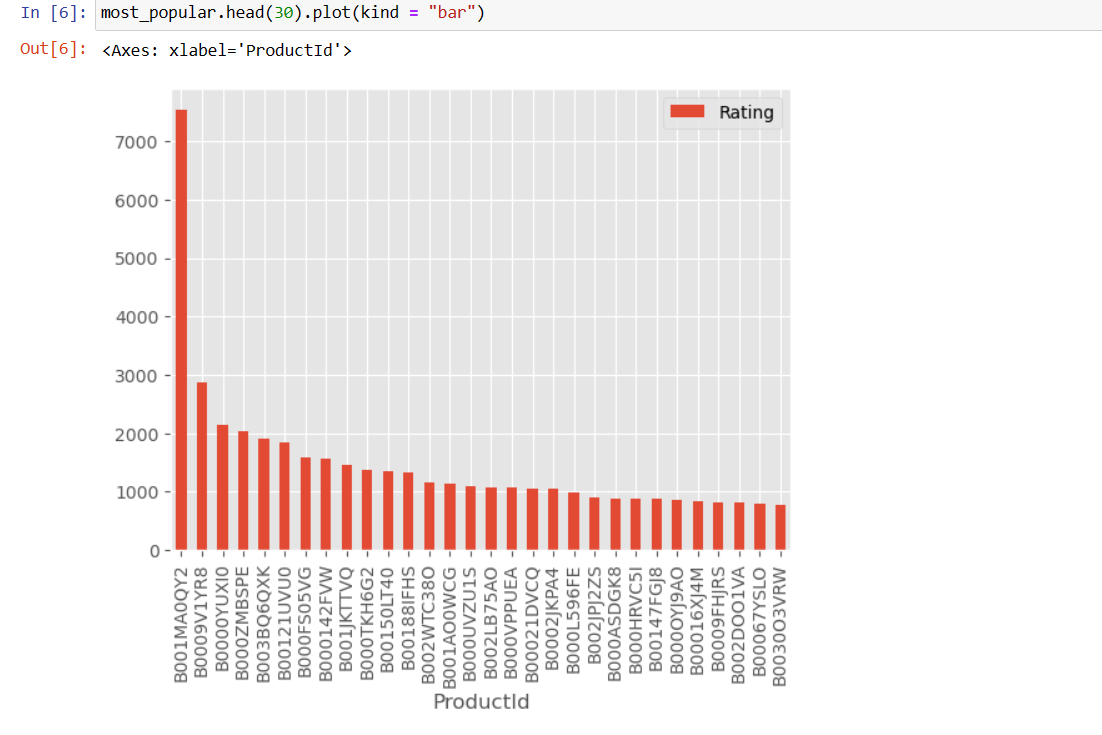 In [6]: most_popular.head(30).plot(kind = "bar")
Out[6]: <Axes: xlabel='ProductId'>
Rating
7000
6000
5000
4000
3000
2000
1000
0
B001MA0QY2
B0009V1YR8
B0000YUXI0
B000ZMBSPE
B003BQ6QXK
B00121UVU0
B000FS05VG
B000142FVW
B001JKTTVQ
B000TKH6G2
B00150LT40
B00188IFHS
B002WTC38O
B001AO0WCG
B000UVZU1S
B002LB75AO
B000VPPUEA
B00021DVCQ
B0002JKPA4
B000L596FE
B002JPJ2ZS
B000ASDGK8
B000HRVC5I
B00147FGJ8
B000OYJ9AO
B00016XJ4M
B0009FHJRS
B002DOO1VA
B00067YSLO
B0030O3VRW
ProductId